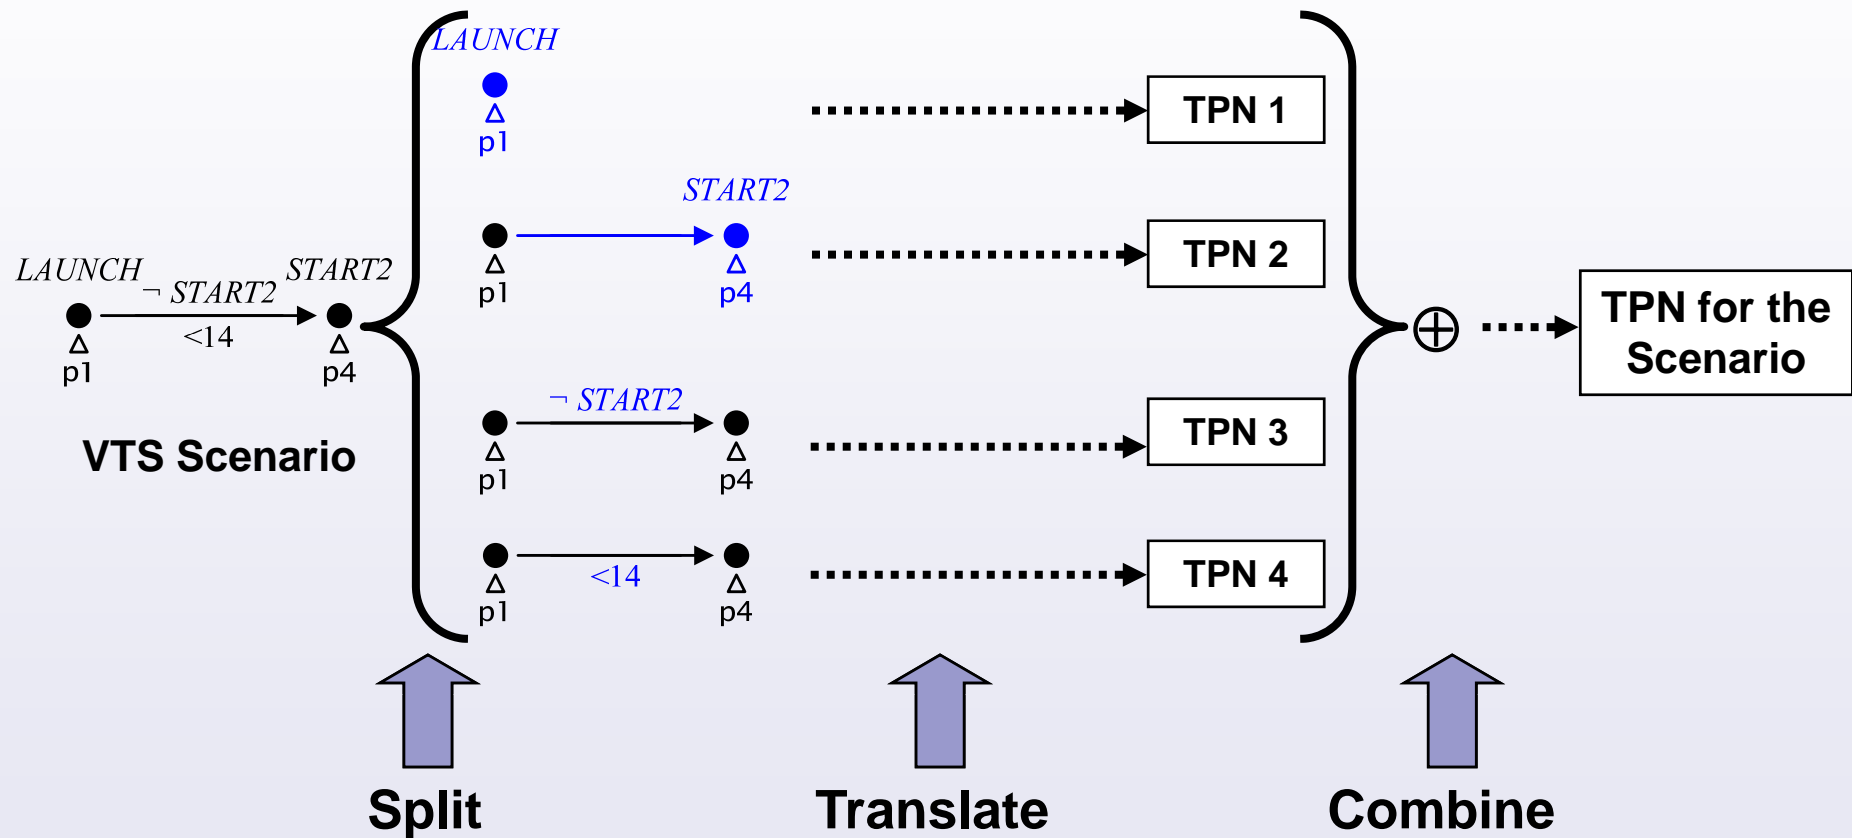 LAUNCH
¬ START2
START2
<14
p1
p4
VTS Scenario
LAUNCH
p1
TPN 1
START2
p1
p4
TPN 2
¬ START2
p1
p4
TPN 3
<14
p1
p4
TPN 4
⊕
TPN for the
Scenario
Split
Translate
Combine